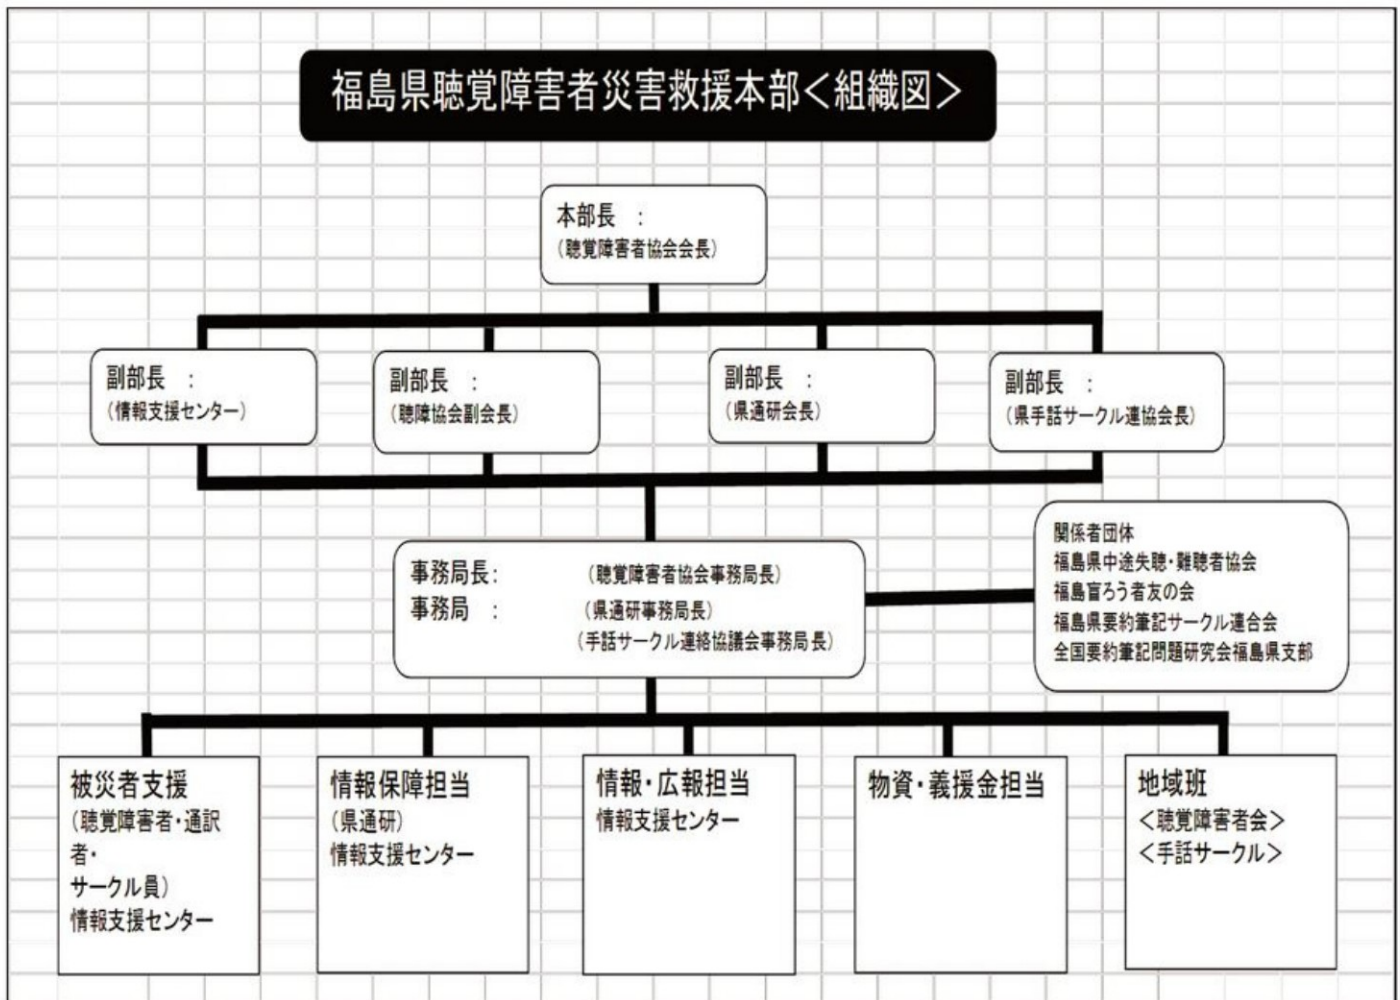 福島県聴覚障害者災害救援本部＜組織図＞
本部長　：
（聴覚障害者協会会長）
副部長　：
（情報支援センター）
副部長　：
（聴障協会副会長）
副部長　：
（県通研会長）
副部長　：
（県手話サークル連協会長）
事務局長：　（聴覚障害者協会事務局長）
事務局　：　（県通研事務局長）
（手話サークル連絡協議会事務局長）
関係者団体
福島県中途失聴・難聴者協会
福島盲ろう者友の会
福島県要約筆記サークル連合会
全国要約筆記問題研究会福島県支部
被災者支援
（聴覚障害者・通訳
者・
サークル員）
情報支援センター
情報保障担当
（県通研）
情報支援センター
情報・広報担当
情報支援センター
物資・義援金担当
地域班
＜聴覚障害者会＞
＜手話サークル＞